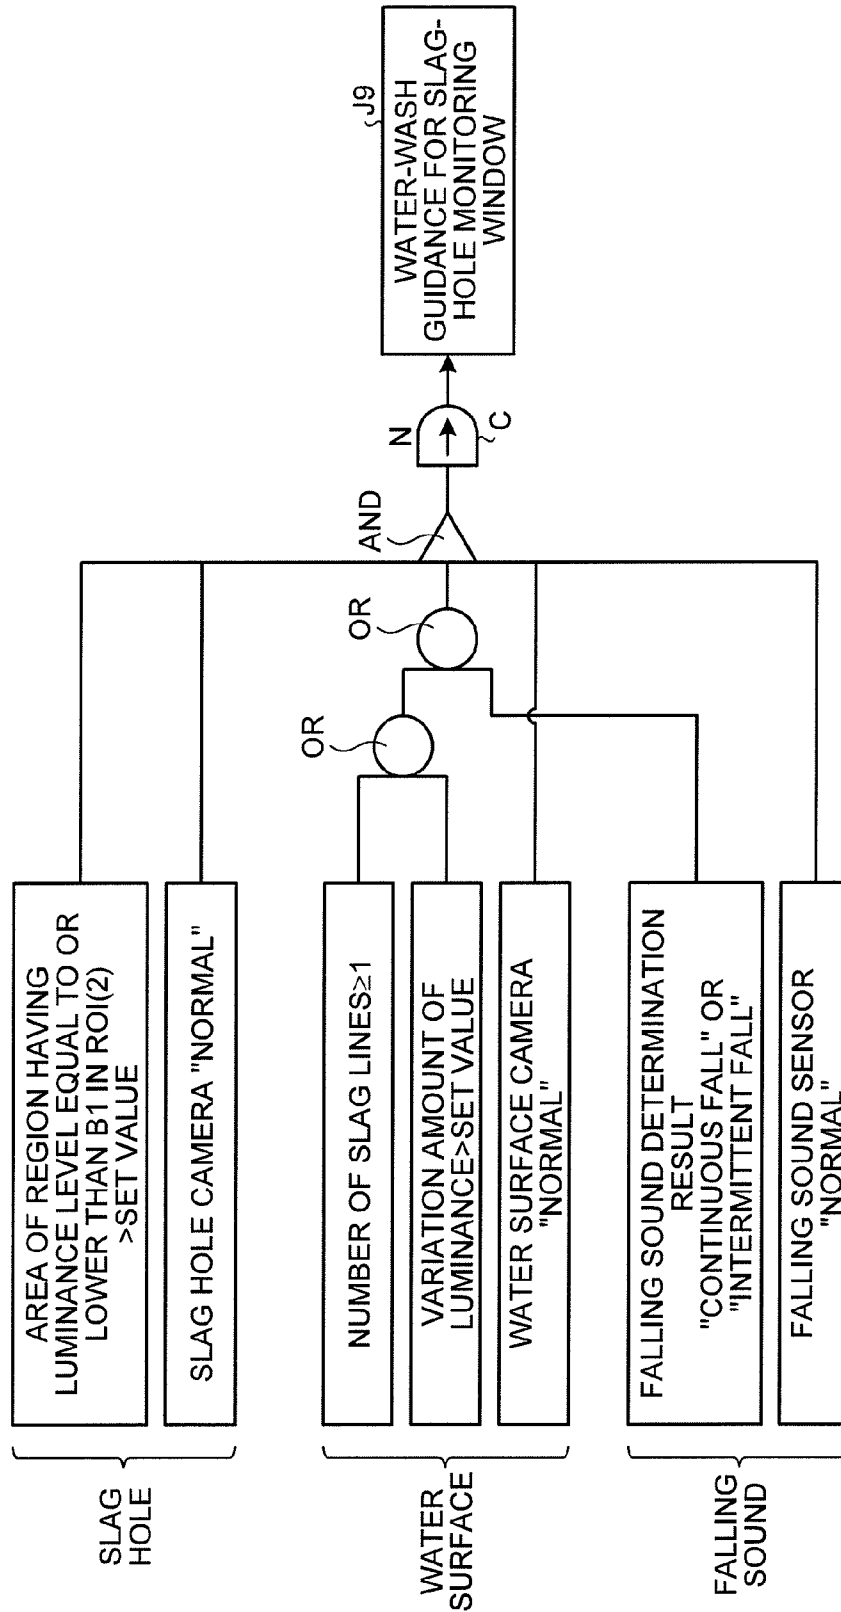 SLAG
HOLE
AREA OF REGION HAVING
LUMINANCE LEVEL EQUAL TO OR
LOWER THAN B1 IN ROI(2)
>SET VALUE
SLAG HOLE CAMERA "NORMAL"
WATER
SURFACE
NUMBER OF SLAG LINES≥1
VARIATION AMOUNT OF
LUMINANCE>SET VALUE
WATER SURFACE CAMERA
"NORMAL"
FALLING
SOUND
FALLING SOUND DETERMINATION
RESULT
"CONTINUOUS FALL" OR
"INTERMITTENT FALL"
FALLING SOUND SENSOR
"NORMAL"
OR
OR
AND
N
C
J9
WATER-WASH
GUIDANCE FOR SLAG-
HOLE MONITORING
WINDOW